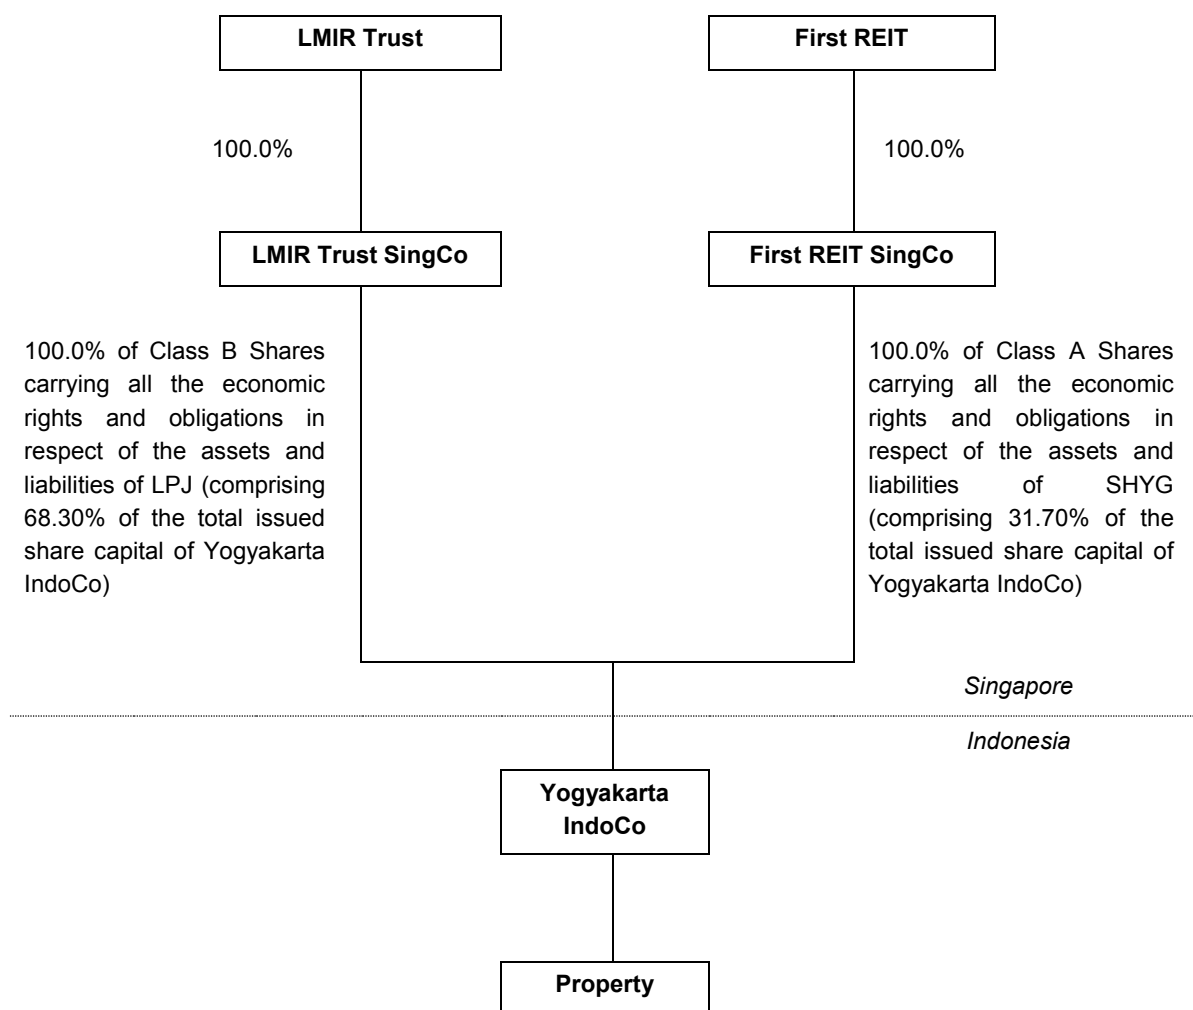 LMIR Trust
First REIT
100.0%
100.0%
LMIR Trust SingCo
First REIT SingCo
100.0% of Class B Shares
carrying all the economic
rights and obligations in
respect of the assets and
liabilities of LPJ (comprising
68.30% of the total issued
share capital of Yogyakarta
IndoCo)
100.0% of Class A Shares
carrying all the economic
rights and obligations in
respect of the assets and
liabilities of SHYG
(comprising 31.70% of the
total issued share capital of
Yogyakarta IndoCo)
Singapore
Indonesia
Yogyakarta
IndoCo
Property